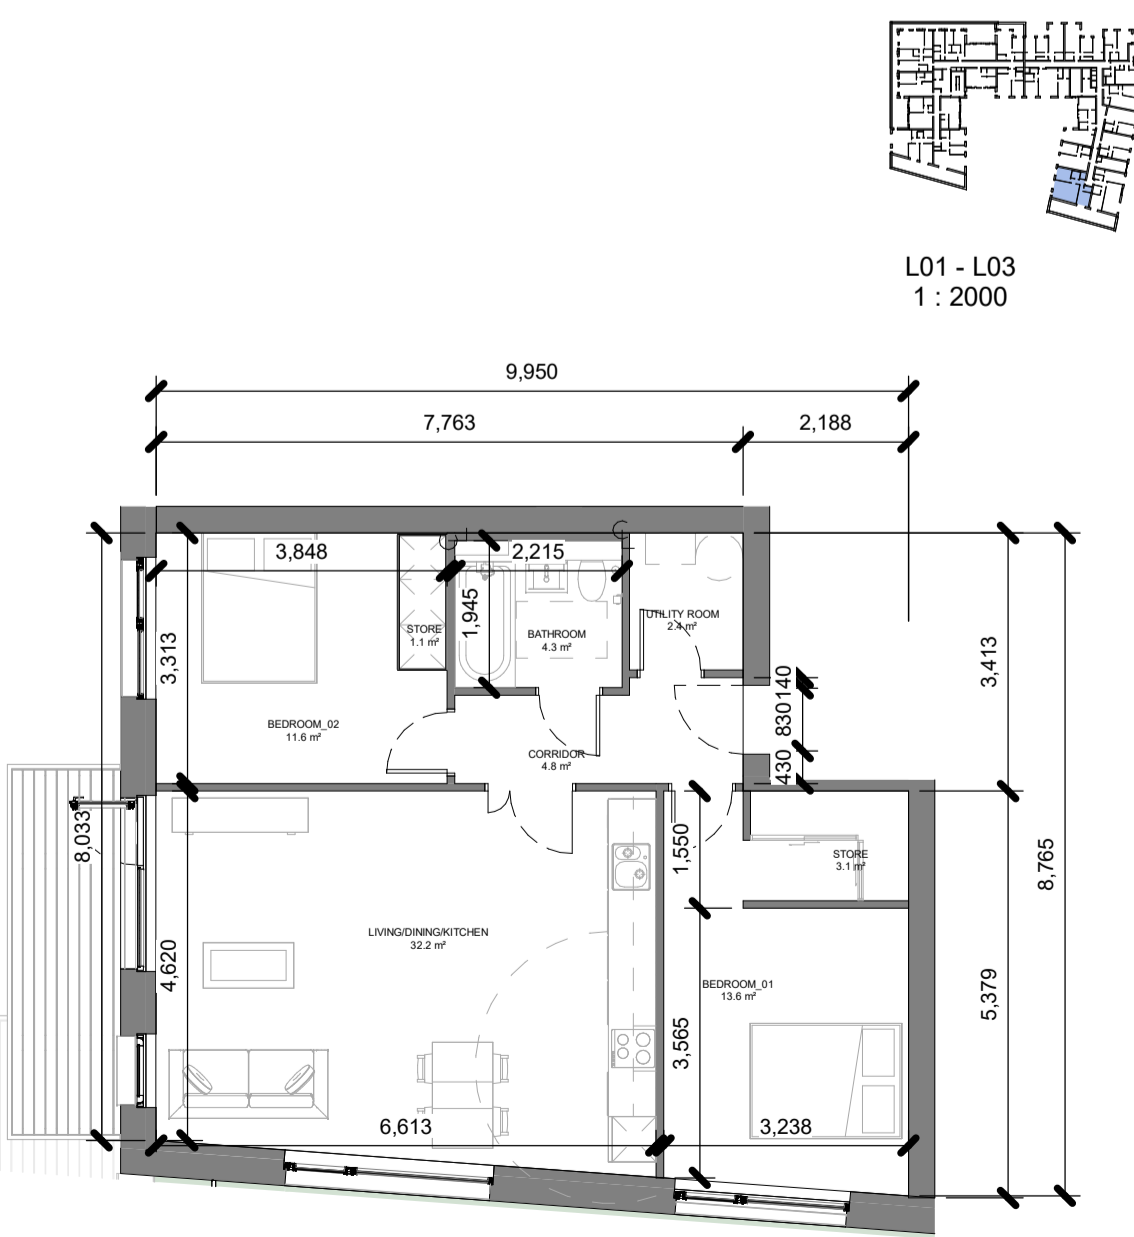 L01 - L03
1 : 2000
9,950
7,763
2,188
3,848
2,215
1,945
STORE
1.1 m²
BATHROOM
4.3 m²
UTILITY ROOM
2.4 m²
3,313
3,413
140
830
430
BEDROOM_02
11.6 m²
CORRIDOR
4.8 m²
8,033
1,550
STORE
3.1 m²
8,765
LIVING/DINING/KITCHEN
32.2 m²
4,620
BEDROOM_01
13.6 m²
5,379
3,565
6,613
3,238